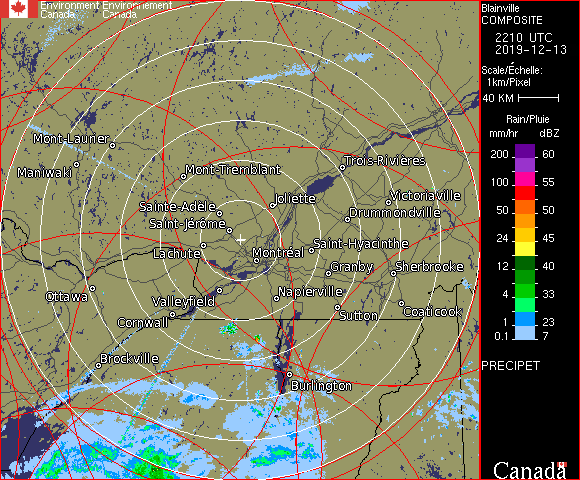 Environment Environnement
Canada Canada
Blainville
COMPOSITE
2210 UTC
2019-12-13
Scale/Échelle:
1km/Pixel
40 KM
Rain/Pluie
mm/hr dBZ
200 60
150 57
100 55
50 50
24 45
12 40
4 33
1 23
0.1 7
PRECIPET
Canada
Mont-Laurier
Maniwaki
Mont-Tremblant
Trois-Rivières
Sainte-Adèle
Joliette
Victoriaville
Drummondville
Saint-Jérôme
Saint-Hyacinthe
Lachute
Montréal
Granby
Sherbrooke
Ottawa
Valleyfield
Napierville
Cornwall
Sutton
Coaticook
Brockville
Burlington